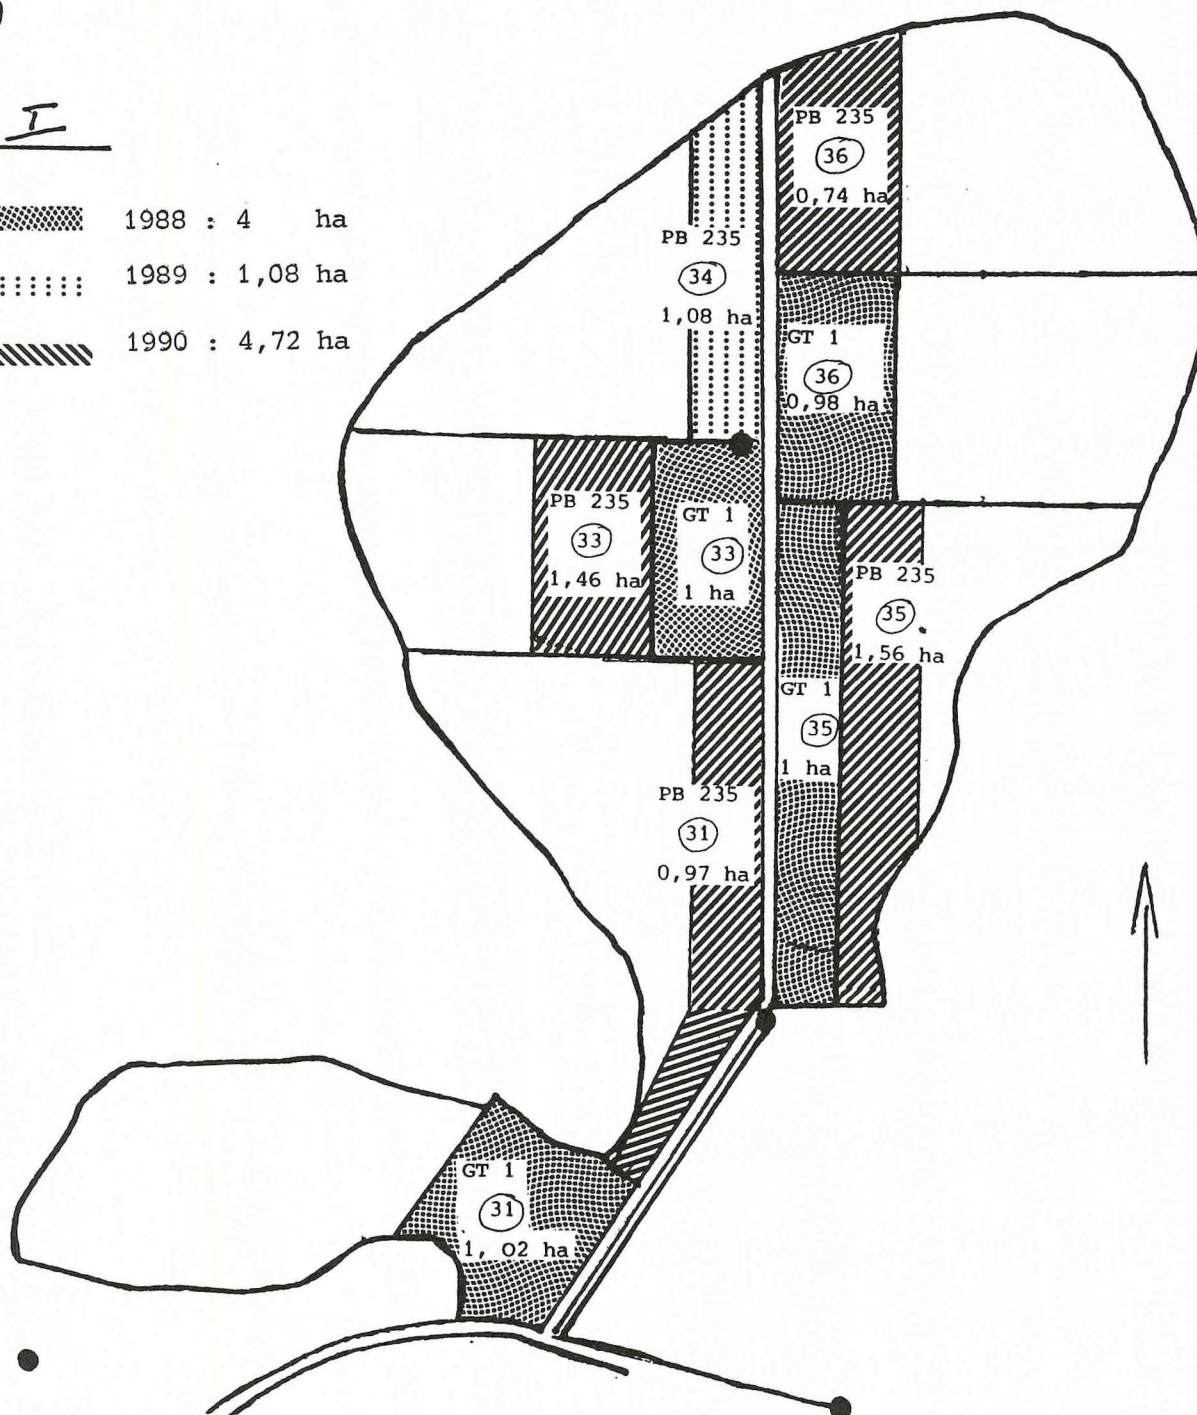 I
1988 : 4 ha
1989 : 1,08 ha
1990 : 4,72 ha
PB 235
36
0,74 ha
PB 235
34
1,08 ha
GT 1
36
0,98 ha
PB 235
33
1,46 ha
GT 1
33
1 ha
PB 235
35
1,56 ha
GT 1
35
1 ha
PB 235
31
0,97 ha
GT 1
31
1, 02 ha